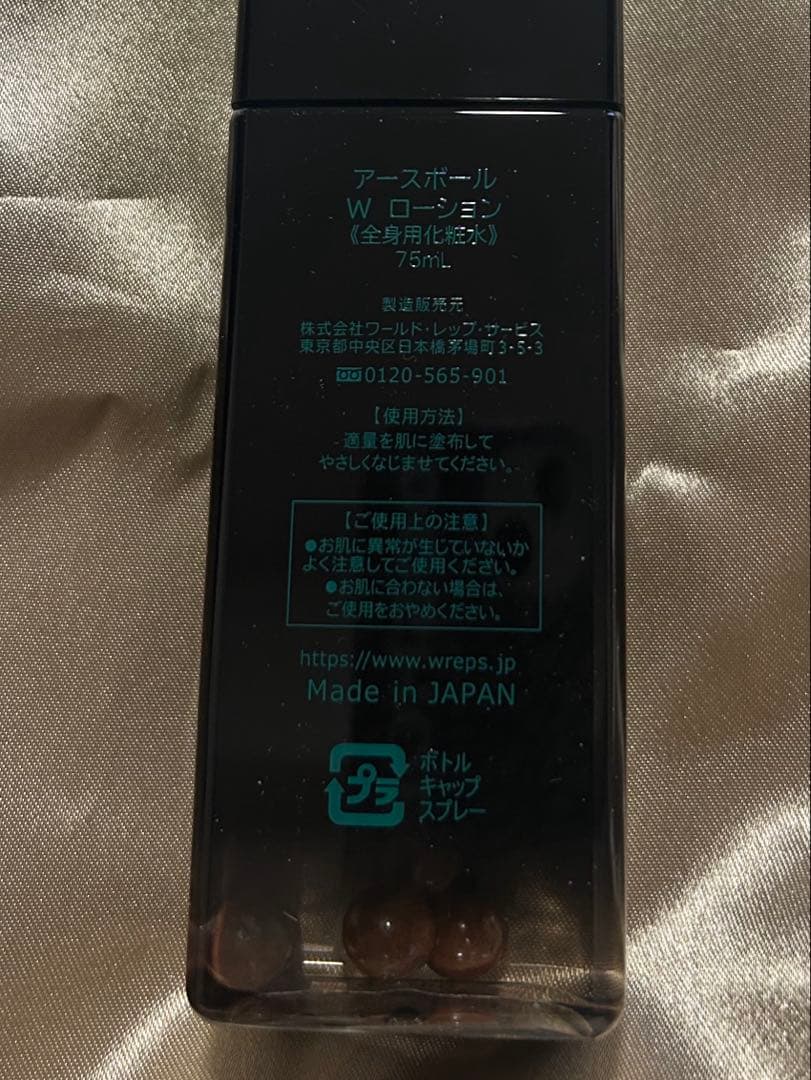 アースボール
W ローション
《全身用化粧水》
75mL
製造販売元
株式会社ワールド・レップ・サービス
東京都中央区日本橋茅場町3-5-3
0120-565-901
【使用方法】
適量を肌に塗布して
やさしくなじませてください。
【ご使用上の注意】
●お肌に異常が生じていないか
よく注意してご使用ください。
●お肌に合わない場合は、
ご使用をおやめください。
https://www.wreps.jp
Made in JAPAN
プラ
ボトル
キャップ
スプレー